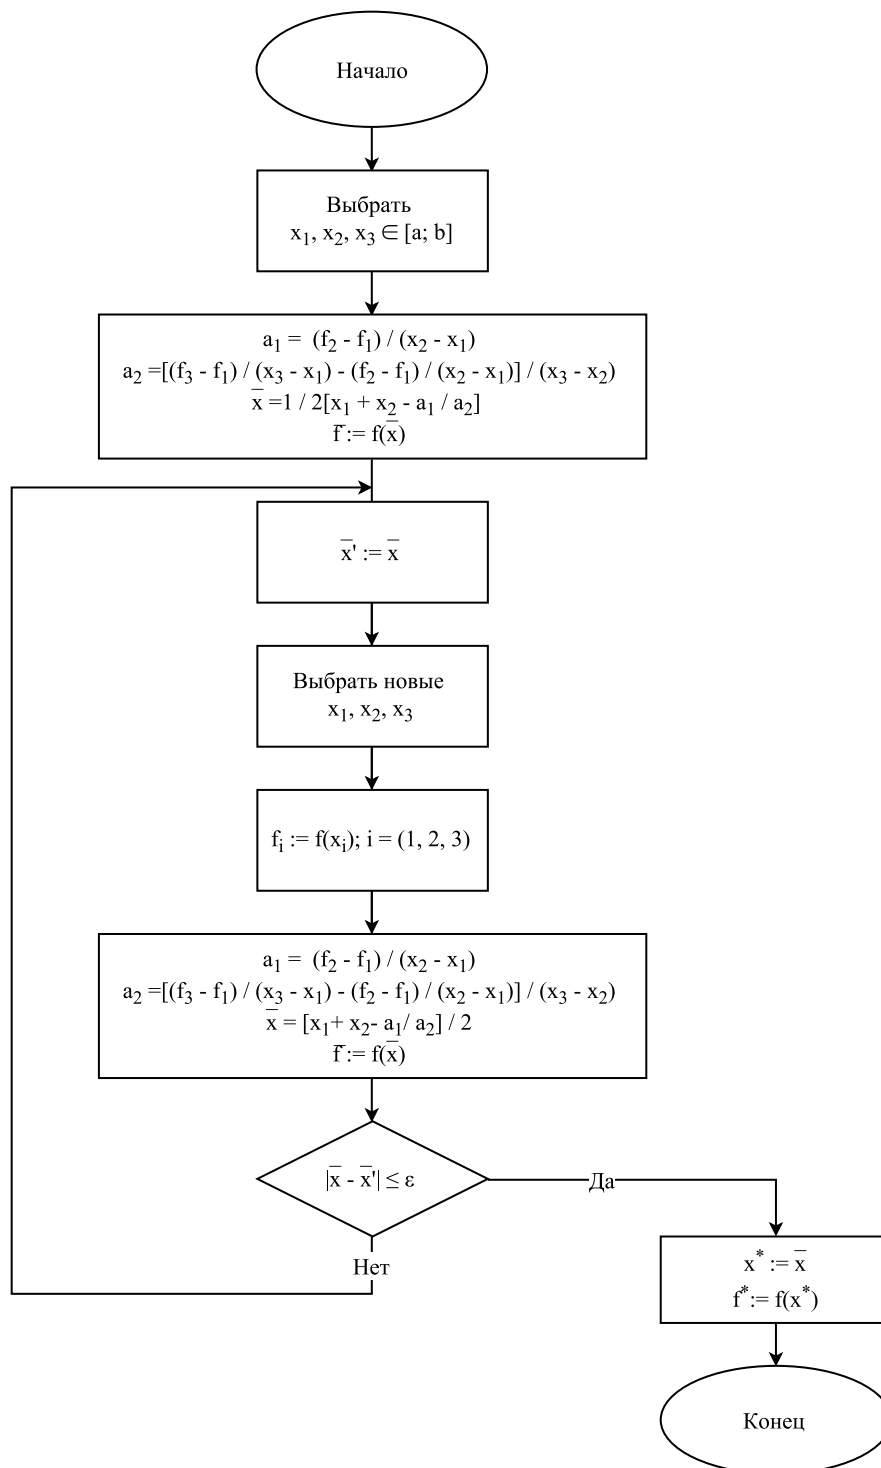 Начало
Выбрать
x₁, x₂, x₃ ∈ [a; b]
a₁ = (f₂ - f₁) / (x₂ - x₁)
a₂ =[(f₃ - f₁) / (x₃ - x₁) - (f₂ - f₁) / (x₂ - x₁)] / (x₃ - x₂)
x̅ =1 / 2[x₁ + x₂ - a₁ / a₂]
f̅ := f(x̅)
x̅' := x̅
Выбрать новые
x₁, x₂, x₃
fᵢ := f(xᵢ); i = (1, 2, 3)
a₁ = (f₂ - f₁) / (x₂ - x₁)
a₂ =[(f₃ - f₁) / (x₃ - x₁) - (f₂ - f₁) / (x₂ - x₁)] / (x₃ - x₂)
x̅ = [x₁+ x₂- a₁/ a₂] / 2
f̅ := f(x̅)
|x̅ - x̅'| ≤ ε
Да
Нет
x* := x̅
f*:= f(x*)
Конец